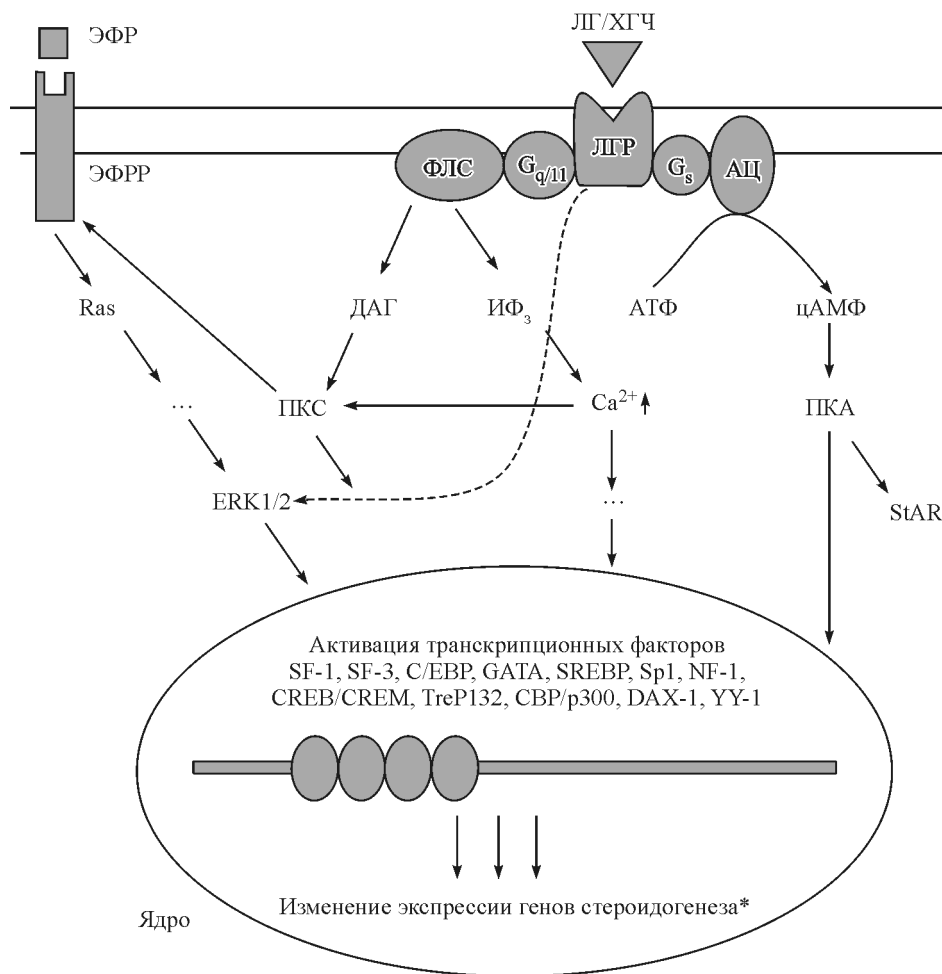 ЭФР
ЛГ/ХГЧ
ЭФРР
ФЛС
G q/11
ЛГР
G s
АЦ
Ras
ДАГ
ИФ3
АТФ
цАМФ
...
ПКС
Ca2+
ПКА
ERK1/2
...
StAR
Активация транскрипционных факторов
SF-1, SF-3, C/EBP, GATA, SREBP, Sp1, NF-1,
CREB/CREM, TreP132, CBP/p300, DAX-1, YY-1
Изменение экспрессии генов стероидогенеза*
Ядро